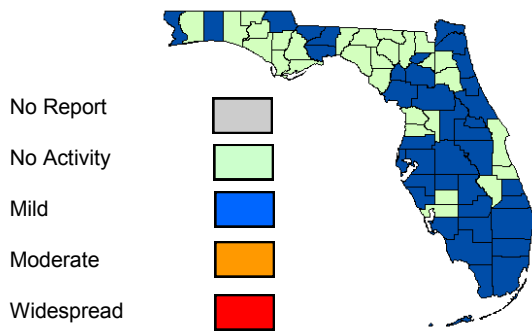 No Report
No Activity
Mild
Moderate
Widespread